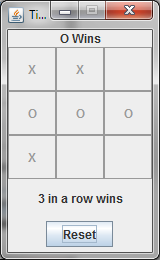 Ti...
O Wins
X X
O O O
X
3 in a row wins
Reset